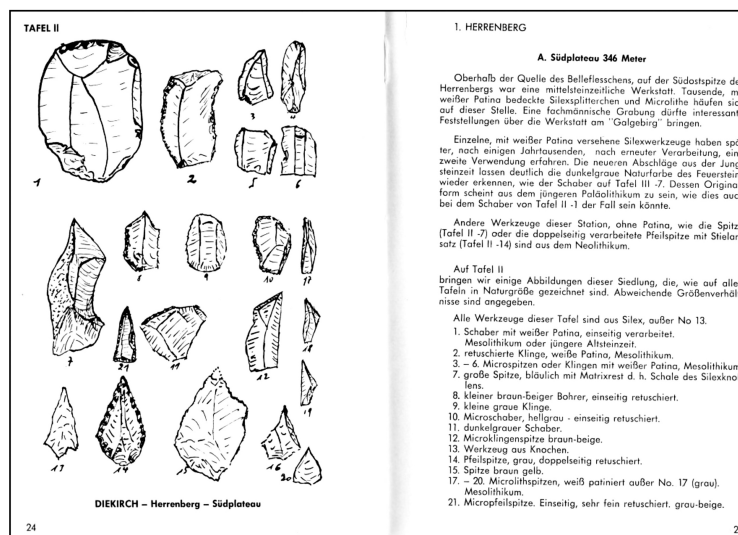 TAFEL II
1
2
3
4
5
6
7
8
9
10
17
21
11
12
18
19
13
14
15
16
20
DIEKIRCH – Herrenberg – Südplateau
24
1. HERRENBERG
A. Südplateau 346 Meter
Oberhalb der Quelle des Bellefleschens, auf der Südostspitze de
Herrenbergs war eine mittelsteinzeitliche Werkstatt. Tausende, m
weißer Patina bedeckte Silexsplitterchen und Microlithe häufen sic
auf dieser Stelle. Eine fachmännische Grabung dürfte interessant
Feststellungen über die Werkstatt am "Galgebirg" bringen.
Einzelne, mit weißer Patina versehene Silexwerkzeuge haben spä
ter, nach einigen Jahrtausenden, nach erneuter Verarbeitung, ein
zweite Verwendung erfahren. Die neueren Abschläge aus der Jung
steinzeit lassen deutlich die dunkelgraue Naturfarbe des Feuerstein
wieder erkennen, wie der Schaber auf Tafel III -7. Dessen Origina
form scheint aus dem jüngeren Paläolithikum zu sein, wie dies auc
bei dem Schaber von Tafel II -1 der Fall sein könnte.
Andere Werkzeuge dieser Station, ohne Patina, wie die Spitz
(Tafel II -7) oder die doppelseitig verarbeitete Pfeilspitze mit Stielan
satz (Tafel II -14) sind aus dem Neolithikum.
Auf Tafel II
bringen wir einige Abbildungen dieser Siedlung, die, wie auf alle
Tafeln in Naturgröße gezeichnet sind. Abweichende Größenverhäl
nisse sind angegeben.
Alle Werkzeuge dieser Tafel sind aus Silex, außer No 13.
1. Schaber mit weißer Patina, einseitig verarbeitet.
Mesolithikum oder jüngere Altsteinzeit.
2. retuschierte Klinge, weiße Patina, Mesolithikum.
3. – 6. Microspitzen oder Klingen mit weißer Patina, Mesolithikum
7. große Spitze, bläulich mit Matrixrest d. h. Schale des Silexkno
lens.
8. kleiner braun-beiger Bohrer, einseitig retuschiert.
9. kleine graue Klinge.
10. Microschaber, hellgrau - einseitig retuschiert.
11. dunkelgrauer Schaber.
12. Microklingenspitze braun-beige.
13. Werkzeug aus Knochen.
14. Pfeilspitze, grau, doppelseitig retuschiert.
15. Spitze braun gelb.
17. – 20. Microlithspitzen, weiß patiniert außer No. 17 (grau).
Mesolithikum.
21. Micropfeilspitze. Einseitig, sehr fein retuschiert. grau-beige.
2